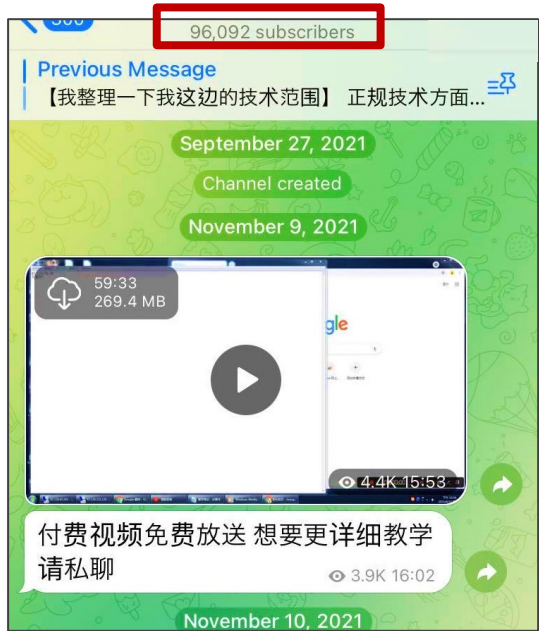 96,092 subscribers
Previous Message
【我整理一下我这边的技术范围】 正规技术方面...
September 27, 2021
Channel created
November 9, 2021
59:33
269.4 MB
gle
4.4K 15:53
付费视频免费放送 想要更详细教学
请私聊
3.9K 16:02
November 10, 2021